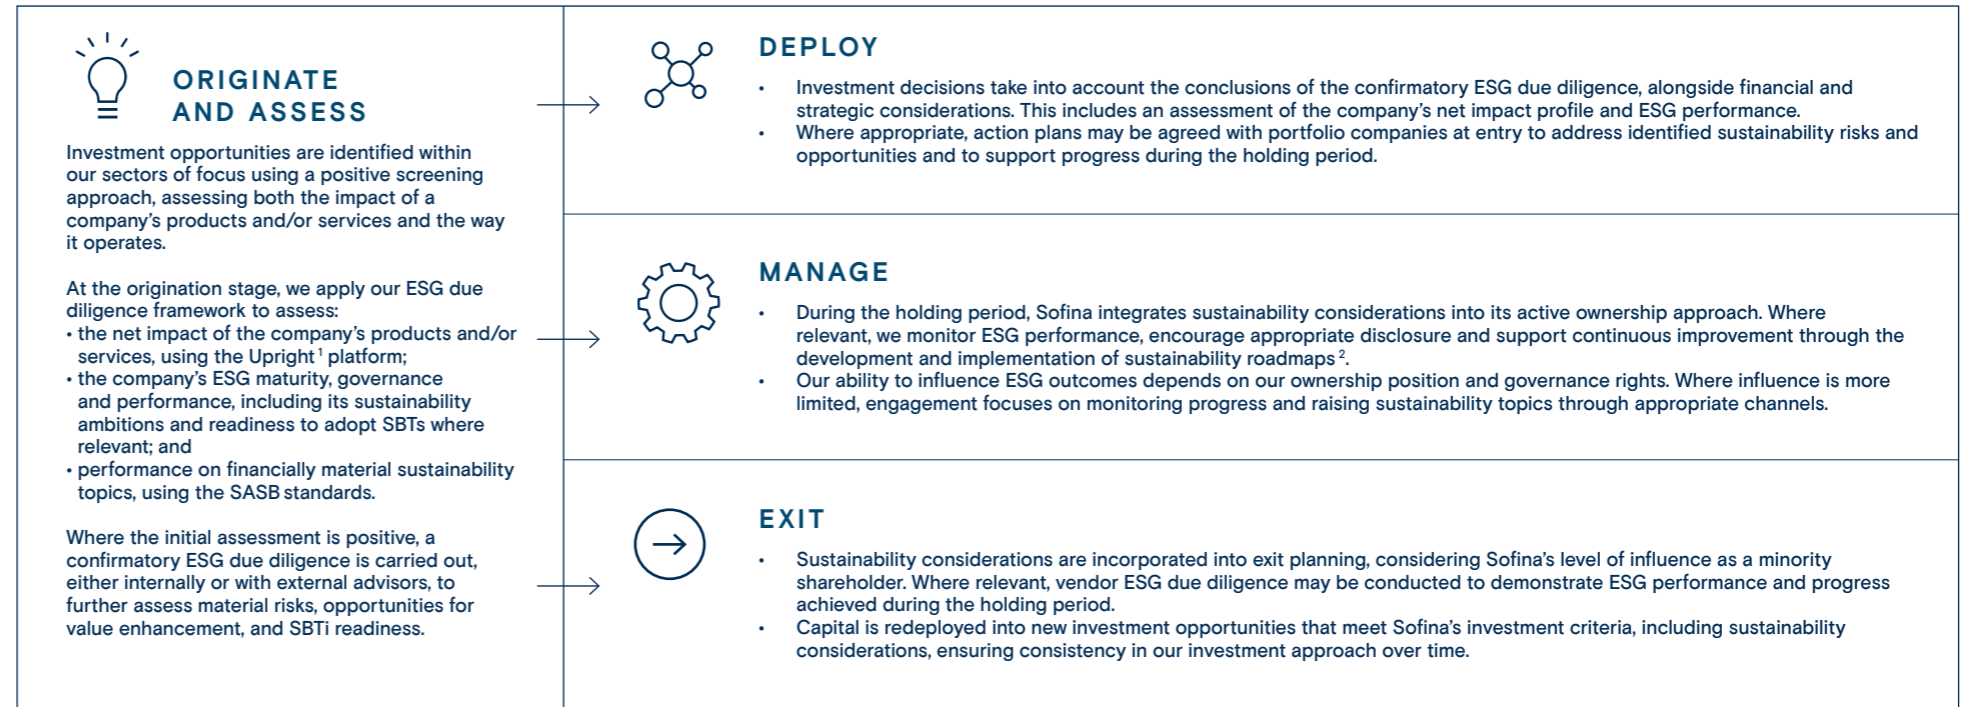 ORIGINATE
AND ASSESS
Investment opportunities are identified within
our sectors of focus using a positive screening
approach, assessing both the impact of a
company's products and/or services and the way
it operates.
At the origination stage, we apply our ESG due
diligence framework to assess:
• the net impact of the company's products and/or
services, using the Upright¹ platform;
• the company's ESG maturity, governance
and performance, including its sustainability
ambitions and readiness to adopt SBTs where
relevant; and
• performance on financially material sustainability
topics, using the SASB standards.
Where the initial assessment is positive, a
confirmatory ESG due diligence is carried out,
either internally or with external advisors, to
further assess material risks, opportunities for
value enhancement, and SBTi readiness.
DEPLOY
• Investment decisions take into account the conclusions of the confirmatory ESG due diligence, alongside financial and
strategic considerations. This includes an assessment of the company's net impact profile and ESG performance.
• Where appropriate, action plans may be agreed with portfolio companies at entry to address identified sustainability risks and
opportunities and to support progress during the holding period.
MANAGE
• During the holding period, Sofina integrates sustainability considerations into its active ownership approach. Where
relevant, we monitor ESG performance, encourage appropriate disclosure and support continuous improvement through the
development and implementation of sustainability roadmaps².
• Our ability to influence ESG outcomes depends on our ownership position and governance rights. Where influence is more
limited, engagement focuses on monitoring progress and raising sustainability topics through appropriate channels.
EXIT
• Sustainability considerations are incorporated into exit planning, considering Sofina's level of influence as a minority
shareholder. Where relevant, vendor ESG due diligence may be conducted to demonstrate ESG performance and progress
achieved during the holding period.
• Capital is redeployed into new investment opportunities that meet Sofina's investment criteria, including sustainability
considerations, ensuring consistency in our investment approach over time.